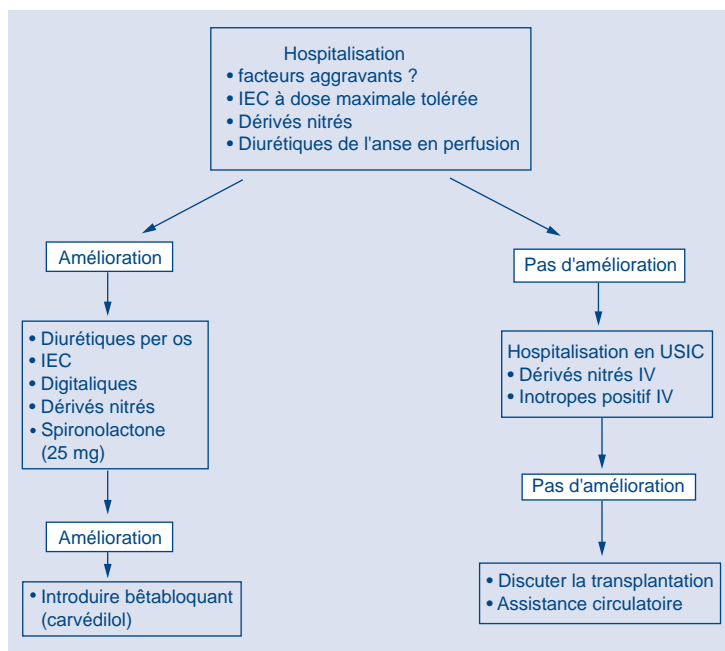 Hospitalisation
• facteurs aggravants ?
• IEC à dose maximale tolérée
• Dérivés nitrés
• Diurétiques de l'anse en perfusion
Amélioration
• Diurétiques per os
• IEC
• Digitaliques
• Dérivés nitrés
• Spironolactone
(25 mg)
Amélioration
• Introduire bêtabloquant
(carvédilol)
Pas d'amélioration
Hospitalisation en USIC
• Dérivés nitrés IV
• Inotropes positif IV
Pas d'amélioration
• Discuter la transplantation
• Assistance circulatoire